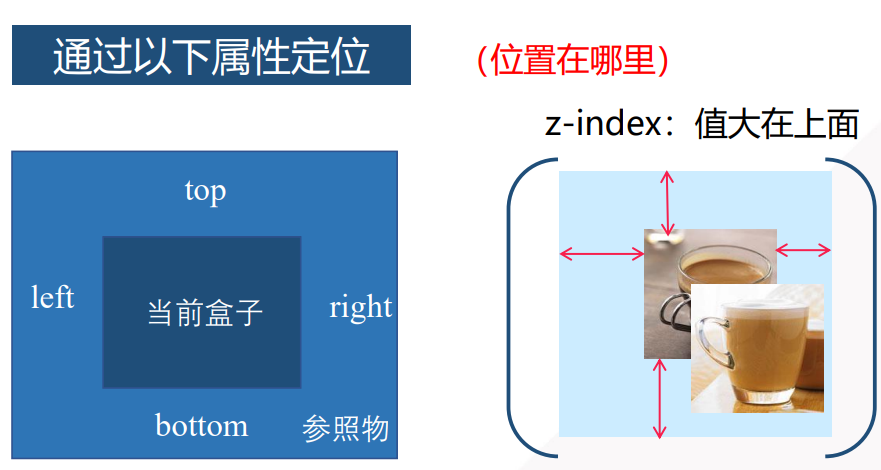 通过以下属性定位
（位置在哪里）
z-index：值大在上面
top
left
当前盒子
right
bottom
参照物